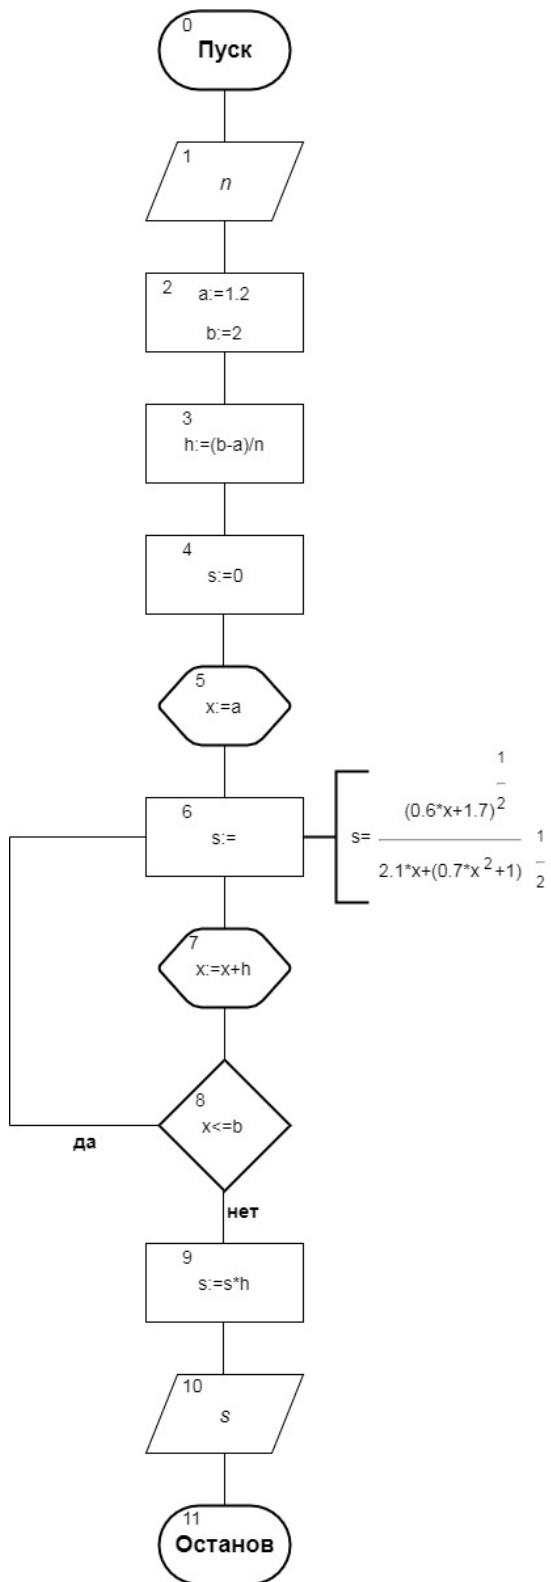 0
Пуск
1
n
2 a:=1.2
b:=2
3
h:=(b-a)/n
4
s:=0
5
x:=a
6
s:=
s= (0.6*x+1.7)^1/2
2.1*x+(0.7*x^2+1)^1/2
7
x:=x+h
8
x<=b
да
нет
9
s:=s*h
10
s
11
Останов